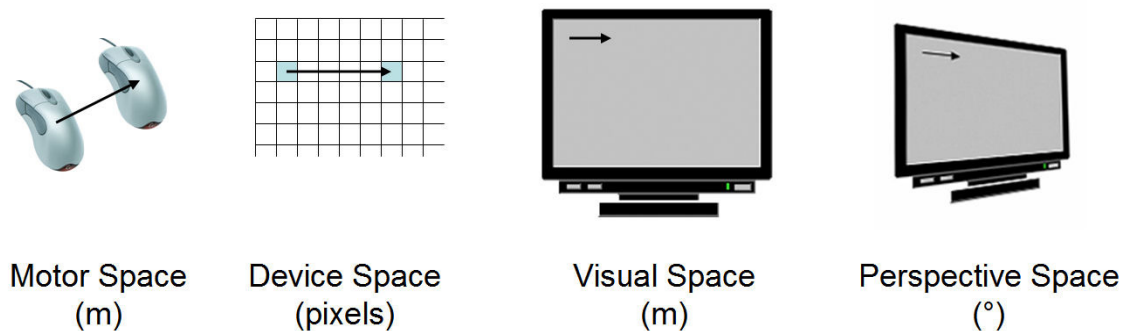 Motor Space
(m)
Device Space
(pixels)
Visual Space
(m)
Perspective Space
(°)